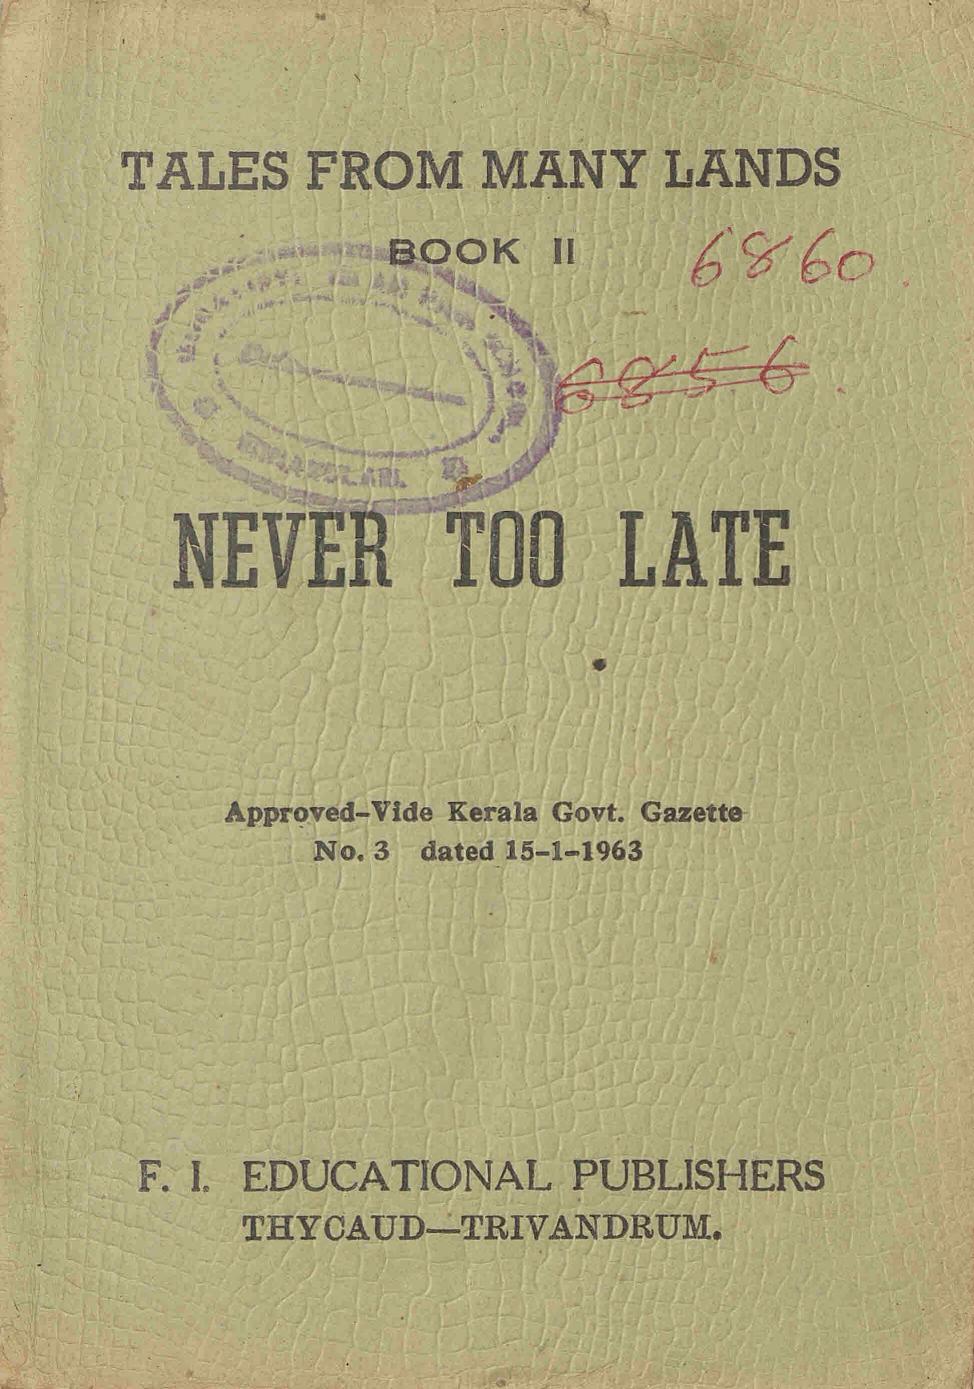 TALES FROM MANY LANDS
BOOK II
6860
6856
NEVER TOO LATE
Approved-Vide Kerala Govt. Gazette
No. 3 dated 15-1-1963
F. I. EDUCATIONAL PUBLISHERS
THYCAUD—TRIVANDRUM.